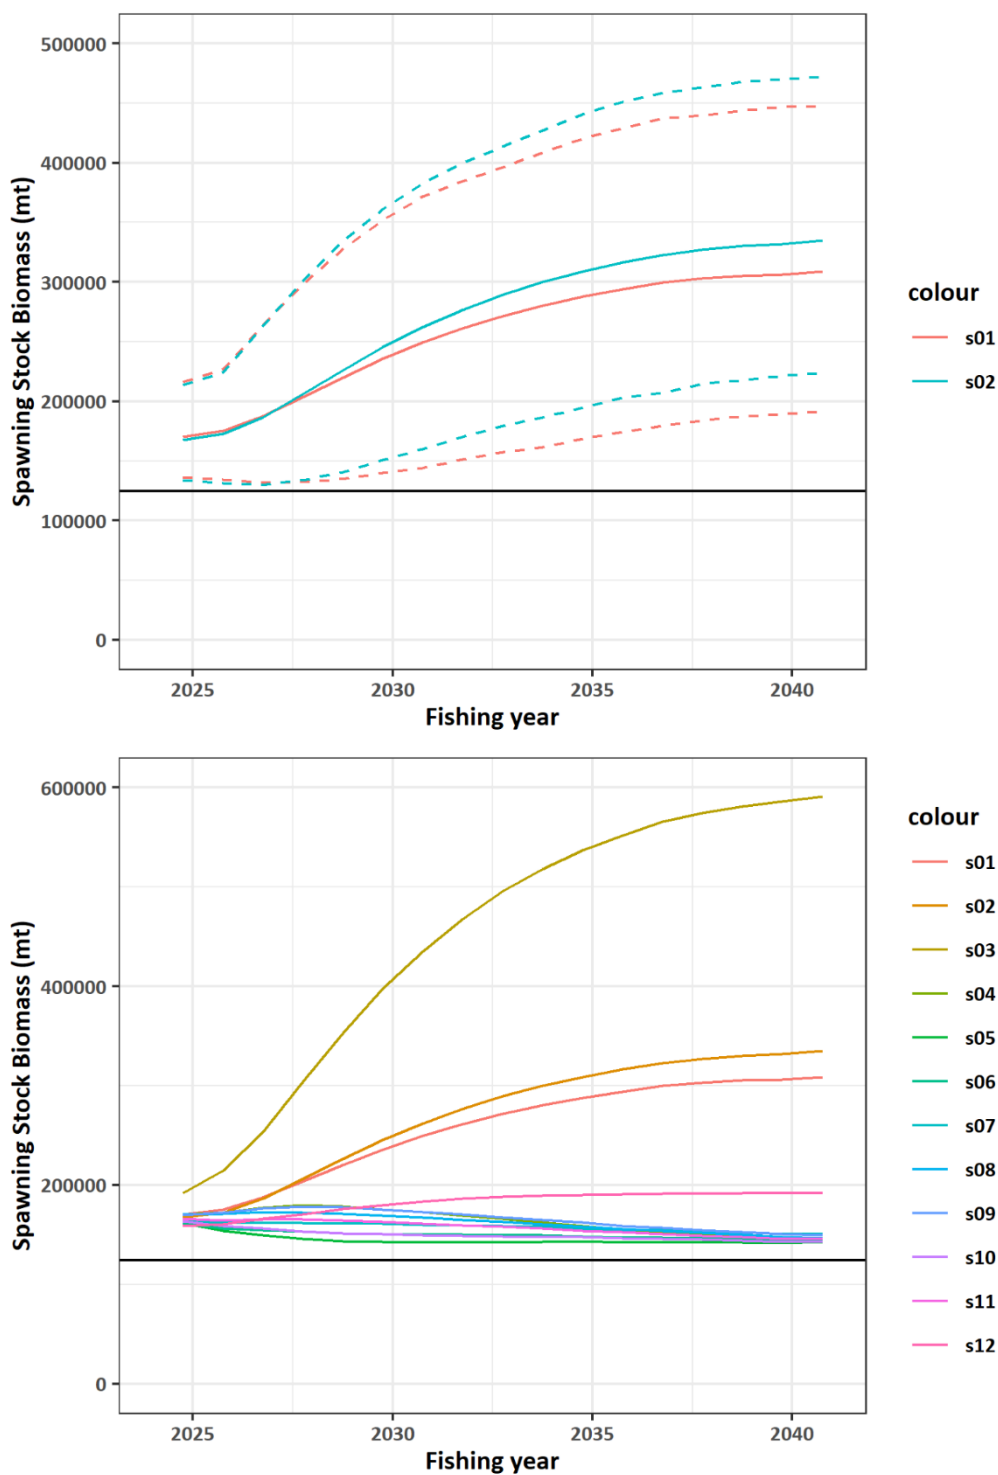 500000
400000
300000
200000
100000
0
Spawning Stock Biomass (mt)
2025 2030 2035 2040
Fishing year
colour
s01
s02
600000
400000
200000
0
Spawning Stock Biomass (mt)
2025 2030 2035 2040
Fishing year
colour
s01
s02
s03
s04
s05
s06
s07
s08
s09
s10
s11
s12